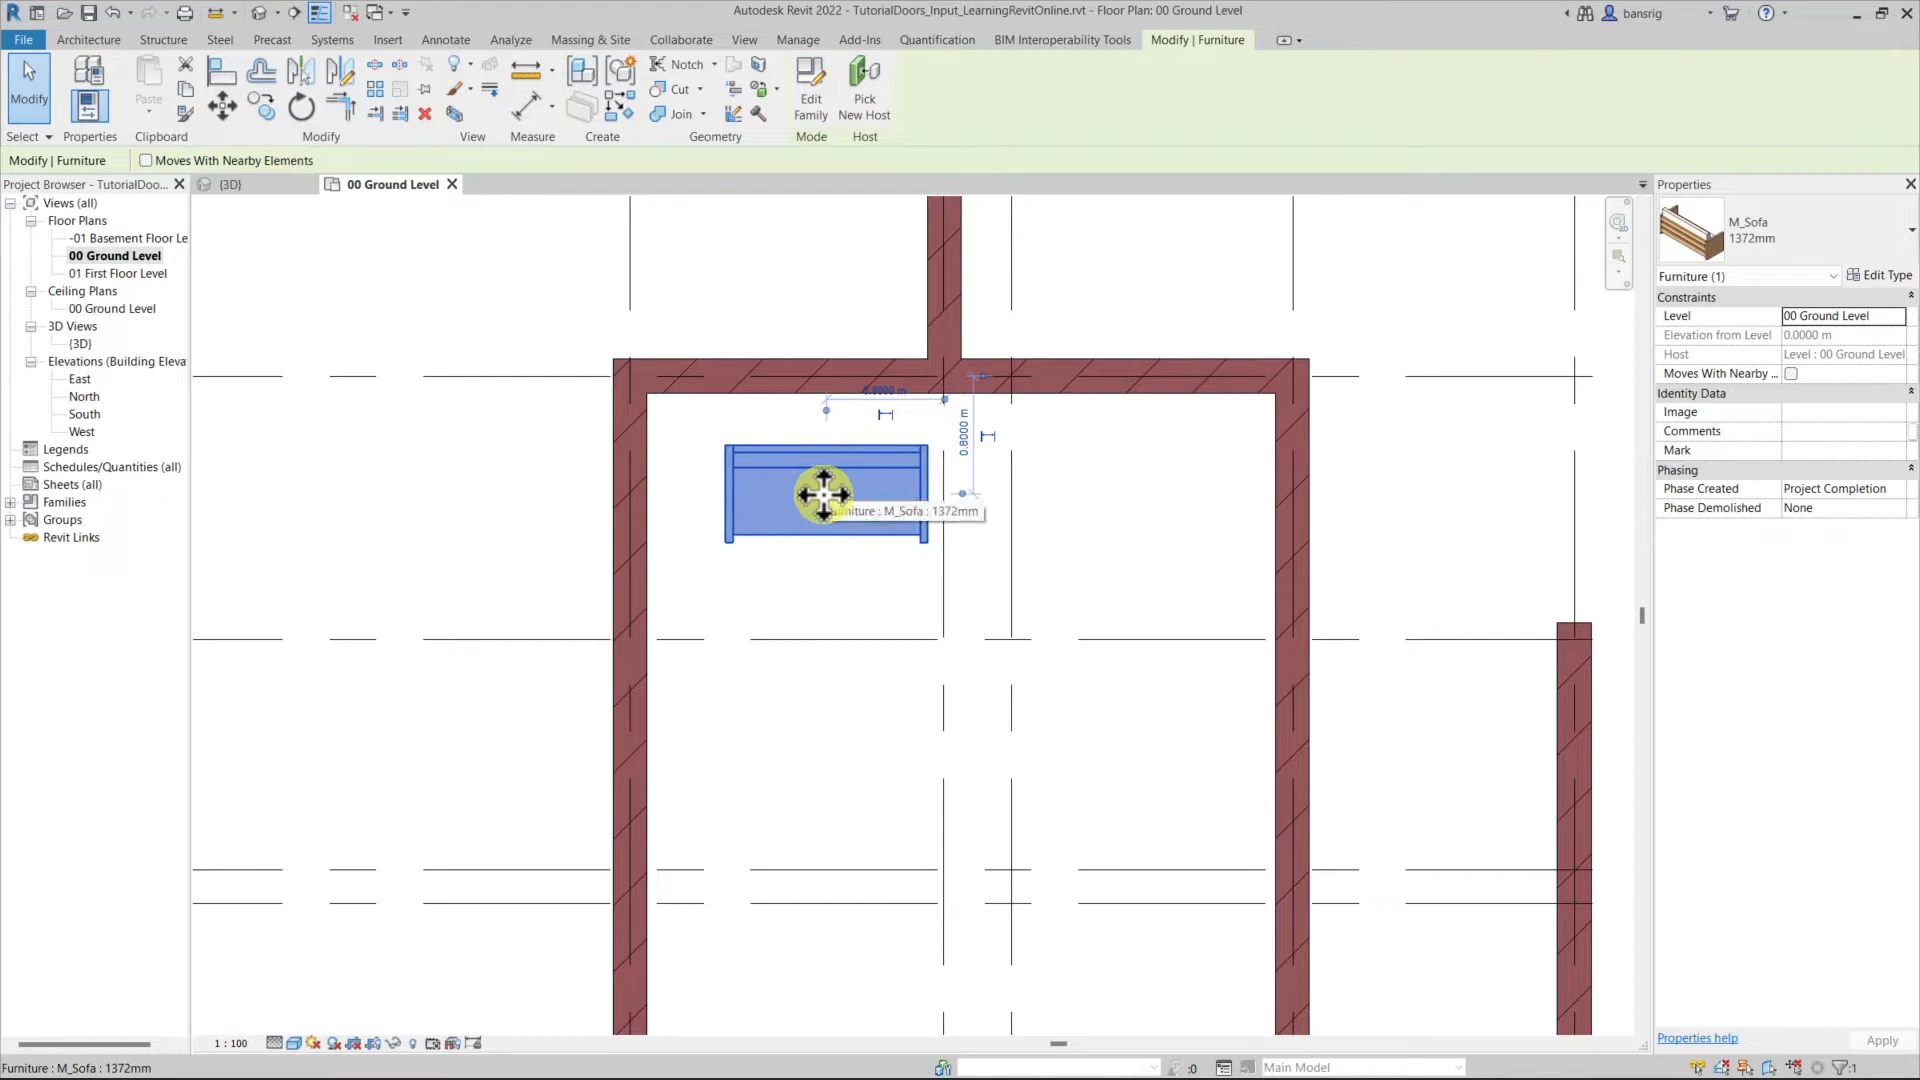 Autodesk Revit 2022 - TutorialDoors_Input_LearningRevitOnline.rvt - Floor Plan: 00 Ground Level
bansrig
File Architecture Structure Steel Precast Systems Insert Annotate Analyze Massing & Site Collaborate View Manage Add-Ins Quantification BIM Interoperability Tools Modify | Furniture
Modify
Paste
Notch
Cut
Join
Edit
Family
Pick
New Host
Select Properties Clipboard Modify View Measure Create Geometry Mode Host
Modify | Furniture Moves With Nearby Elements
Project Browser - TutorialDoo...
{3D}
00 Ground Level
Views (all)
Floor Plans
-01 Basement Floor Le
00 Ground Level
01 First Floor Level
Ceiling Plans
00 Ground Level
3D Views
{3D}
Elevations (Building Eleva
East
North
South
West
Legends
Schedules/Quantities (all)
Sheets (all)
Families
Groups
Revit Links
0.8000 m
: M_Sofa : 1372mm
Properties
M_Sofa
1372mm
Furniture (1)
Edit Type
Constraints
Level 00 Ground Level
Elevation from Level 0.0000 m
Host Level : 00 Ground Level
Moves With Nearby ...
Identity Data
Image
Comments
Mark
Phasing
Phase Created Project Completion
Phase Demolished None
Properties help
Apply
1 : 100
Furniture : M_Sofa : 1372mm
:0
Main Model
:1